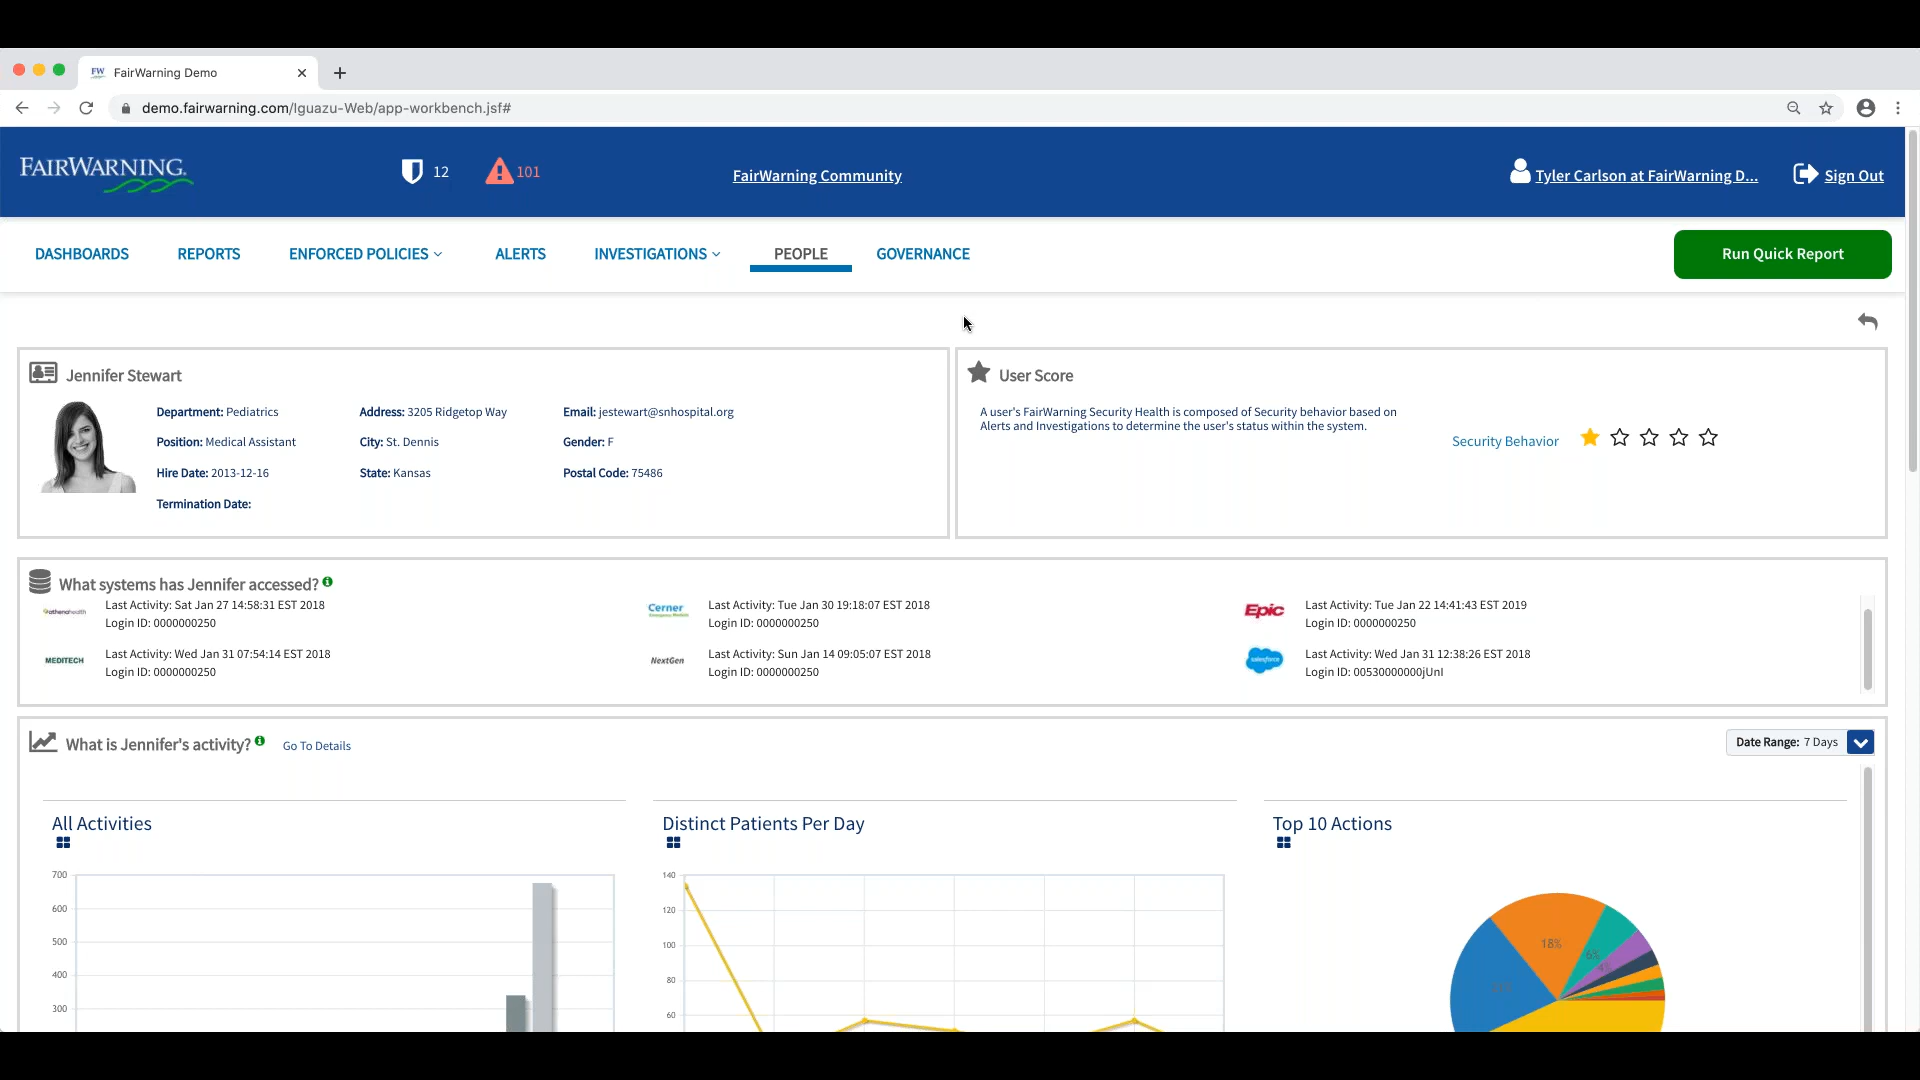 FW FairWarning Demo
demo.fairwarning.com/Iguazu-Web/app-workbench.jsf#
FAIRWARNING.
12
101
FairWarning Community
Tyler Carlson at FairWarning D...
Sign Out
DASHBOARDS
REPORTS
ENFORCED POLICIES
ALERTS
INVESTIGATIONS
PEOPLE
GOVERNANCE
Run Quick Report
Jennifer Stewart
Department: Pediatrics
Address: 3205 Ridgetop Way
Email: jestewart@snhospital.org
Position: Medical Assistant
City: St. Dennis
Gender: F
Hire Date: 2013-12-16
State: Kansas
Postal Code: 75486
Termination Date:
User Score
A user's FairWarning Security Health is composed of Security behavior based on
Alerts and Investigations to determine the user's status within the system.
Security Behavior
What systems has Jennifer accessed?
athenahealth
Last Activity: Sat Jan 27 14:58:31 EST 2018
Login ID: 0000000250
Cerner
Last Activity: Tue Jan 30 19:18:07 EST 2018
Login ID: 0000000250
Epic
Last Activity: Tue Jan 22 14:41:43 EST 2019
Login ID: 0000000250
MEDITECH
Last Activity: Wed Jan 31 07:54:14 EST 2018
Login ID: 0000000250
NextGen
Last Activity: Sun Jan 14 09:05:07 EST 2018
Login ID: 0000000250
salesforce
Last Activity: Wed Jan 31 12:38:26 EST 2018
Login ID: 00530000000jUnI
What is Jennifer's activity?
Go To Details
Date Range: 7 Days
All Activities
700
600
500
400
300
Distinct Patients Per Day
140
120
100
80
60
Top 10 Actions
18%
6%
4%